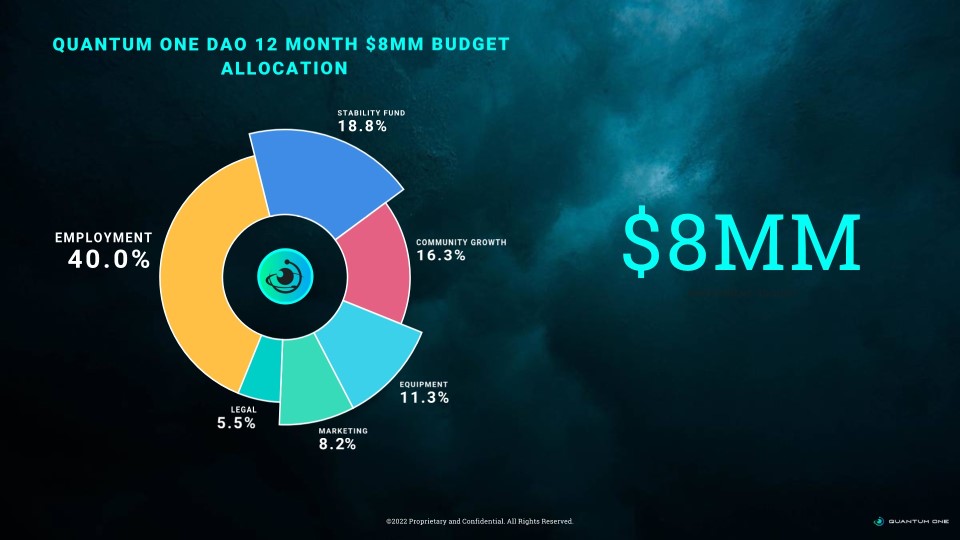 QUANTUM ONE DAO 12 MONTH $8MM BUDGET
ALLOCATION
STABILITY FUND
18.8%
EMPLOYMENT
40.0%
COMMUNITY GROWTH
16.3%
$8MM
EQUIPMENT
11.3%
LEGAL
5.5%
MARKETING
8.2%
©2022 Proprietary and Confidential. All Rights Reserved.
QUANTUM ONE